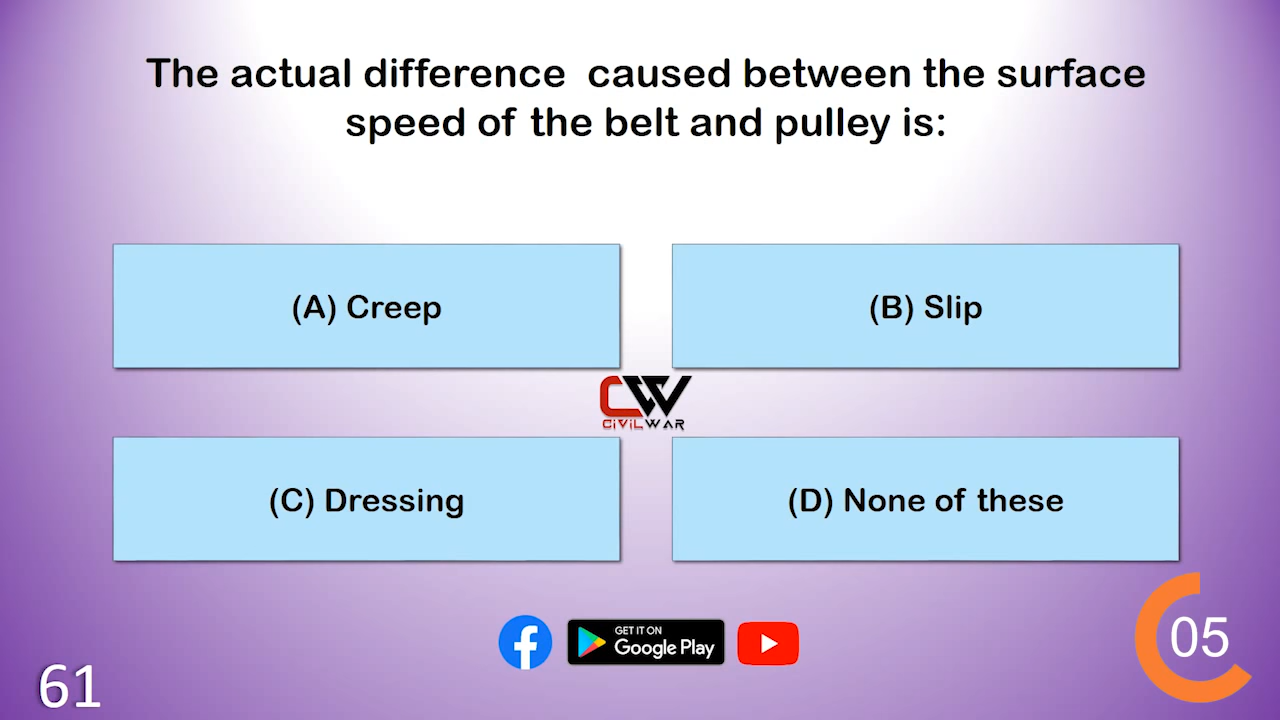 The actual difference  caused between the surface
speed of the belt and pulley is:
(A) Creep
(B) Slip
CW
CiViLWAR
(C) Dressing
(D) None of these
GET IT ON
Google Play
05
61